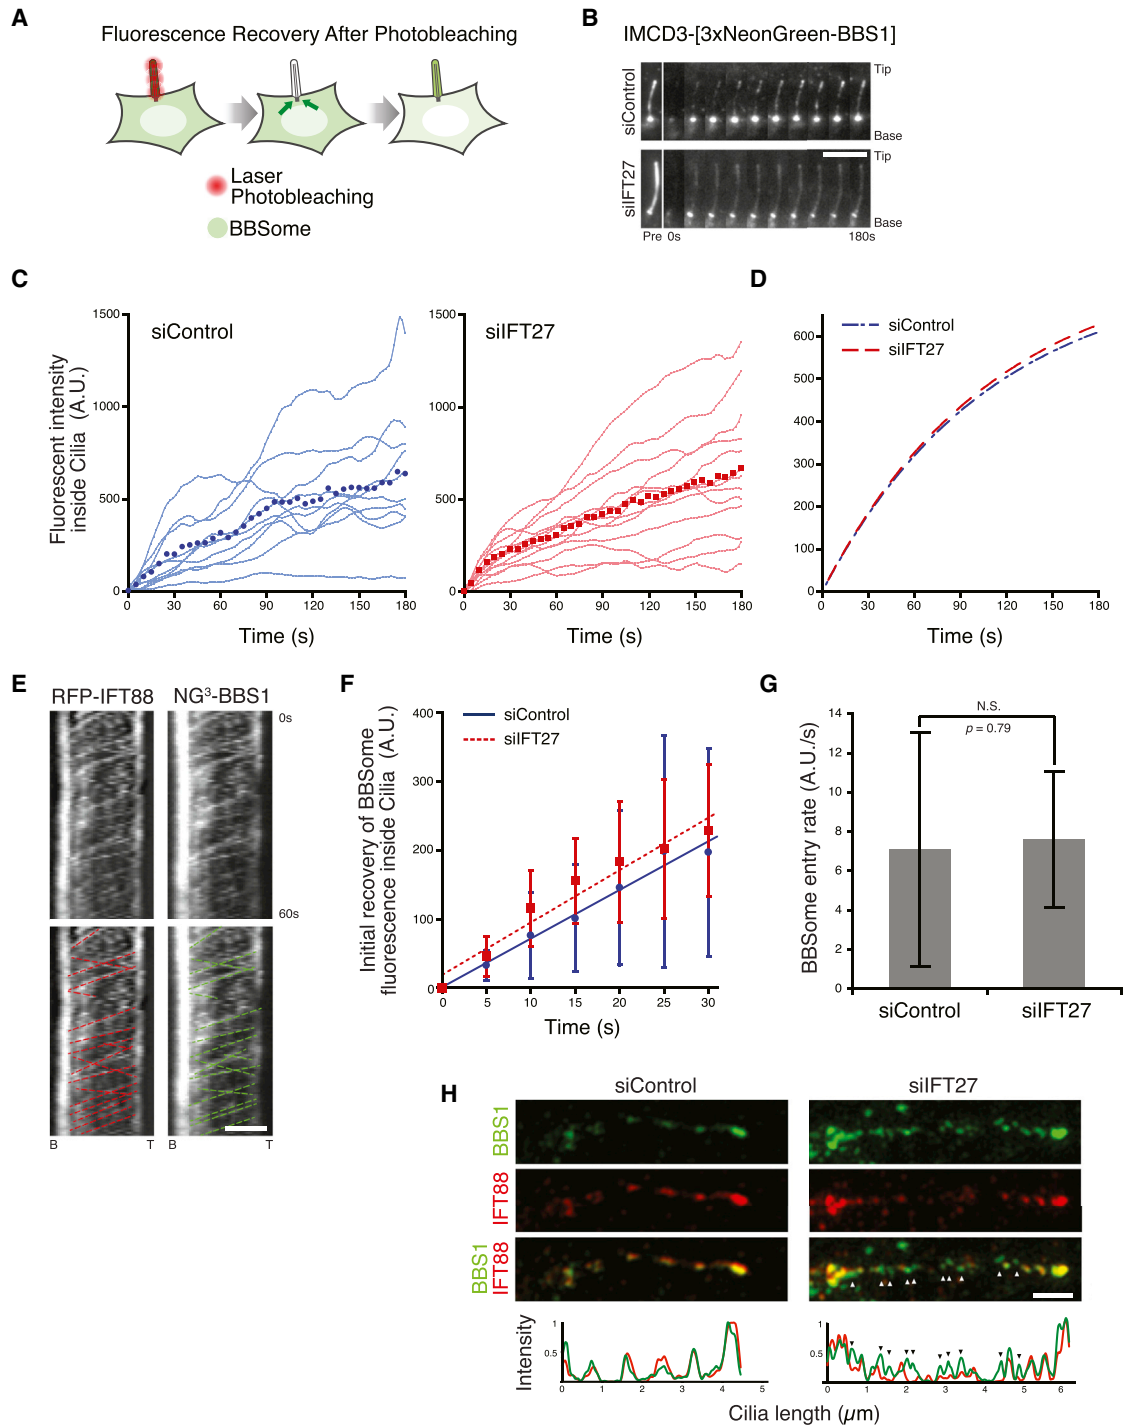 A
Fluorescence Recovery After Photobleaching
Laser
Photobleaching
BBSome
B
IMCD3-[3xNeonGreen-BBS1]
siControl
Tip
Base
siIFT27
Tip
Base
Pre 0s 180s
C
Fluorescent intensity
inside Cilia (A.U.)
siControl
1500
1000
500
0
0 30 60 90 120 150 180
Time (s)
siIFT27
1500
1000
500
0
0 30 60 90 120 150 180
Time (s)
D
siControl
siIFT27
600
500
400
300
200
100
0
0 30 60 90 120 150 180
Time (s)
E
RFP-IFT88 NG³-BBS1
0s
60s
B T B T
F
Initial recovery of BBSome
fluorescence inside Cilia (A.U.)
siControl
siIFT27
400
300
200
100
0
0 5 10 15 20 25 30
Time (s)
G
BBSome entry rate (A.U./s)
N.S.
p = 0.79
14
12
10
8
6
4
2
0
siControl siIFT27
H
siControl siIFT27
BBS1
IFT88
BBS1
IFT88
Intensity
1
0.5
0 1 2 3 4 5
1
0.5
0 1 2 3 4 5 6
Cilia length (µm)